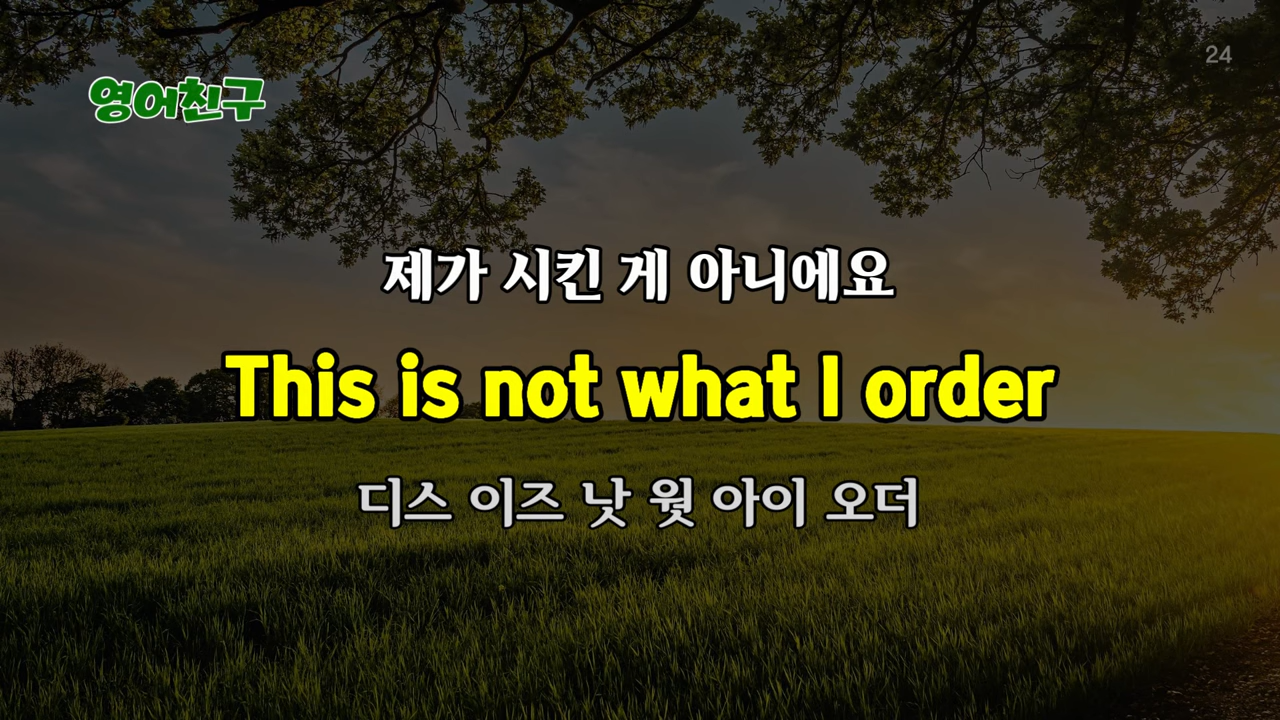 24
영어친구
제가 시킨 게 아니에요
This is not what I order
디스 이즈 낫 웟 아이 오더